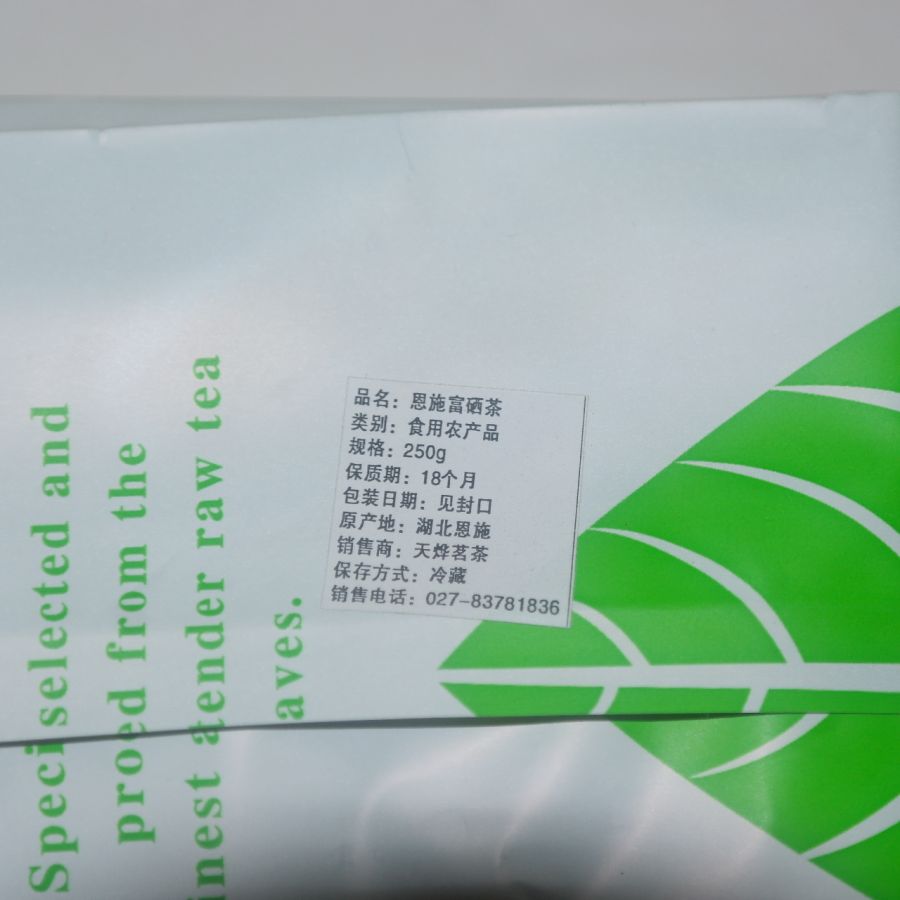 品名：恩施富硒茶
类别：食用农产品
规格：250g
保质期：18个月
包装日期：见封口
原产地：湖北恩施
销售商：天烨茗茶
保存方式：冷藏
销售电话：027-83781836
Speciselected and
proed from the
inest atender raw tea
aves.